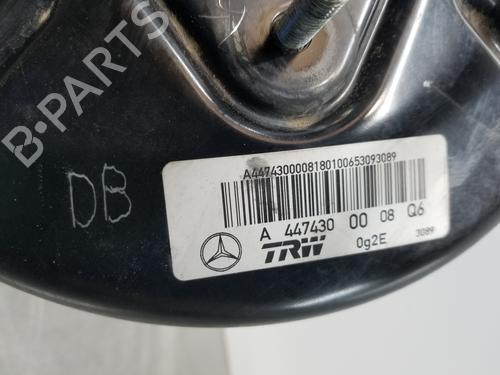 B-PARTS
DB
A4474300008180100653093089
A 447430 00 08 Q6
TRW 0g2E 3089